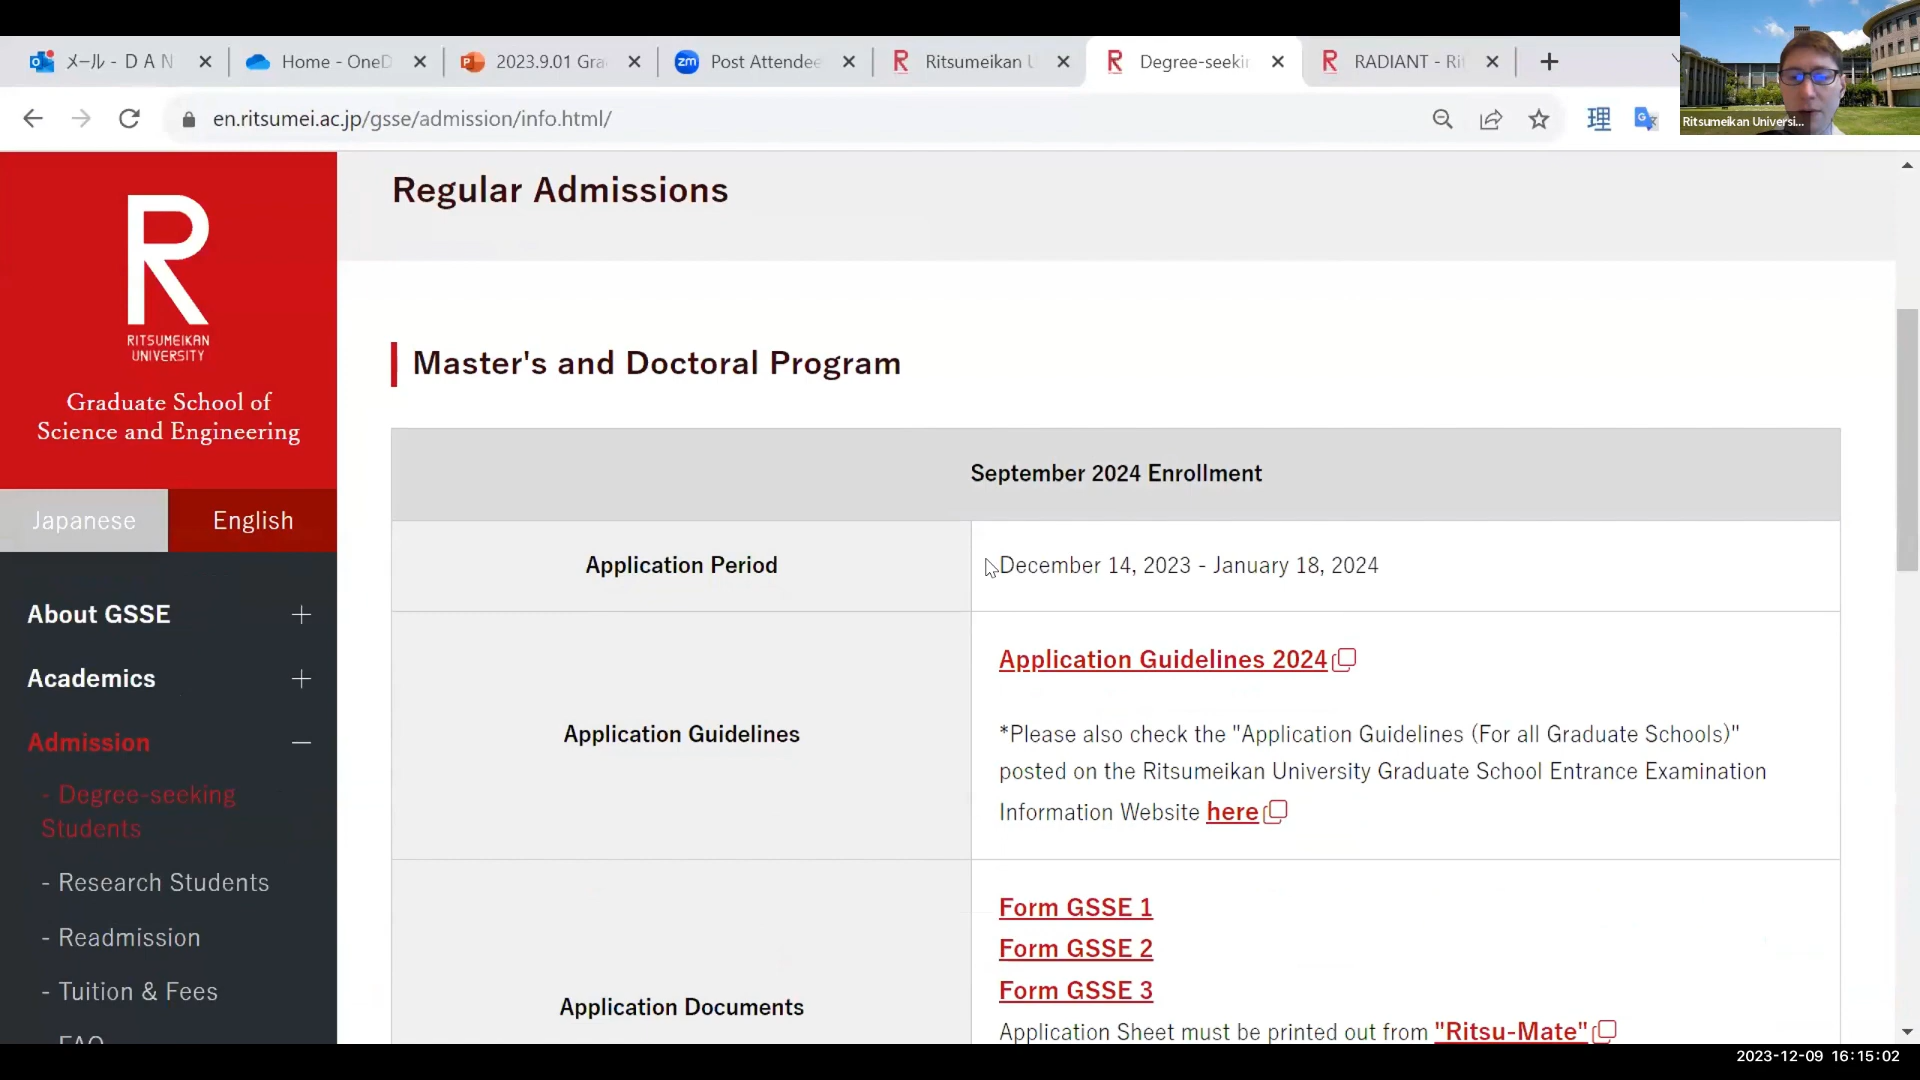 メール - D A N
Home - OneD
2023.9.01 Gra
Post Attendee
Ritsumeikan U
Degree-seekin
RADIANT - Rit
en.ritsumei.ac.jp/gsse/admission/info.html/
理
Ritsumeikan Universi...
R
RITSUMEIKAN
UNIVERSITY
Graduate School of
Science and Engineering
Japanese
English
About GSSE
Academics
Admission
- Degree-seeking
Students
- Research Students
- Readmission
- Tuition & Fees
- FAQ
Regular Admissions
Master's and Doctoral Program
September 2024 Enrollment
Application Period
December 14, 2023 - January 18, 2024
Application Guidelines
Application Guidelines 2024
*Please also check the "Application Guidelines (For all Graduate Schools)"
posted on the Ritsumeikan University Graduate School Entrance Examination
Information Website here
Application Documents
Form GSSE 1
Form GSSE 2
Form GSSE 3
Application Sheet must be printed out from "Ritsu-Mate"
2023-12-09 16:15:02